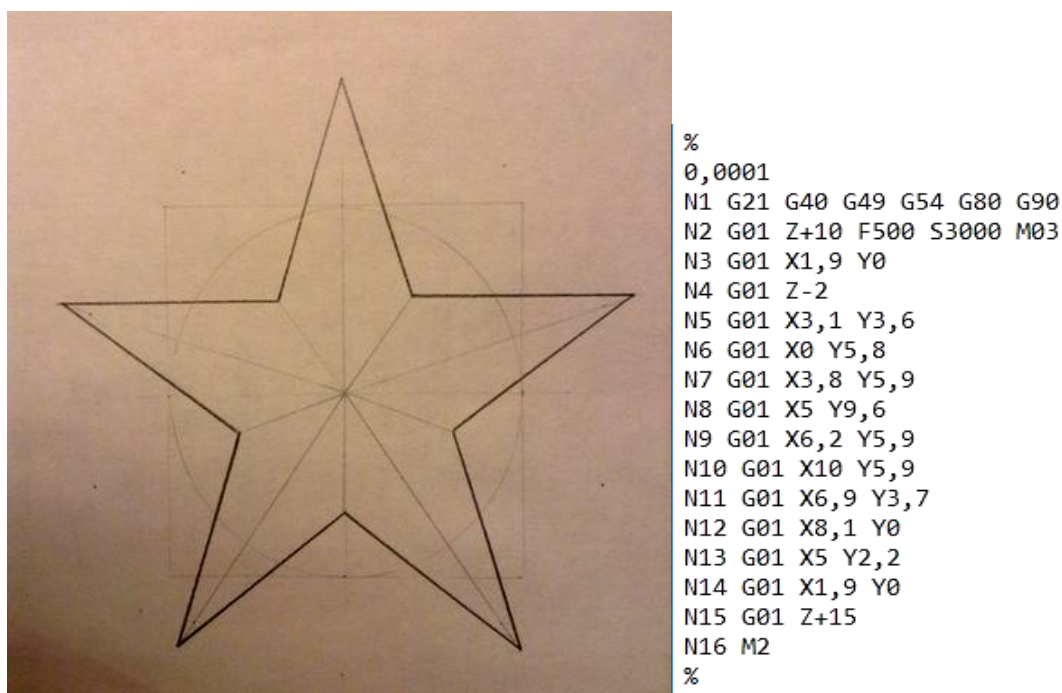 %
0,0001
N1 G21 G40 G49 G54 G80 G90
N2 G01 Z+10 F500 S3000 M03
N3 G01 X1,9 Y0
N4 G01 Z-2
N5 G01 X3,1 Y3,6
N6 G01 X0 Y5,8
N7 G01 X3,8 Y5,9
N8 G01 X5 Y9,6
N9 G01 X6,2 Y5,9
N10 G01 X10 Y5,9
N11 G01 X6,9 Y3,7
N12 G01 X8,1 Y0
N13 G01 X5 Y2,2
N14 G01 X1,9 Y0
N15 G01 Z+15
N16 M2
%